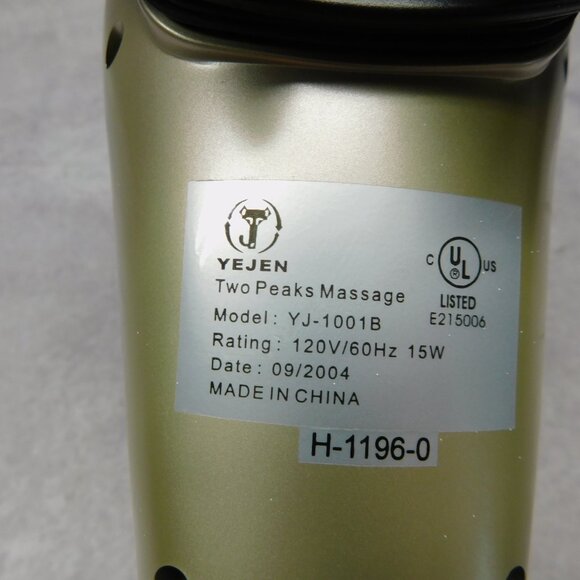 YEJEN
Two Peaks Massage
Model: YJ-1001B
Rating: 120V/60Hz 15W
Date: 09/2004
MADE IN CHINA
C UL ® US
LISTED
E215006
H-1196-0